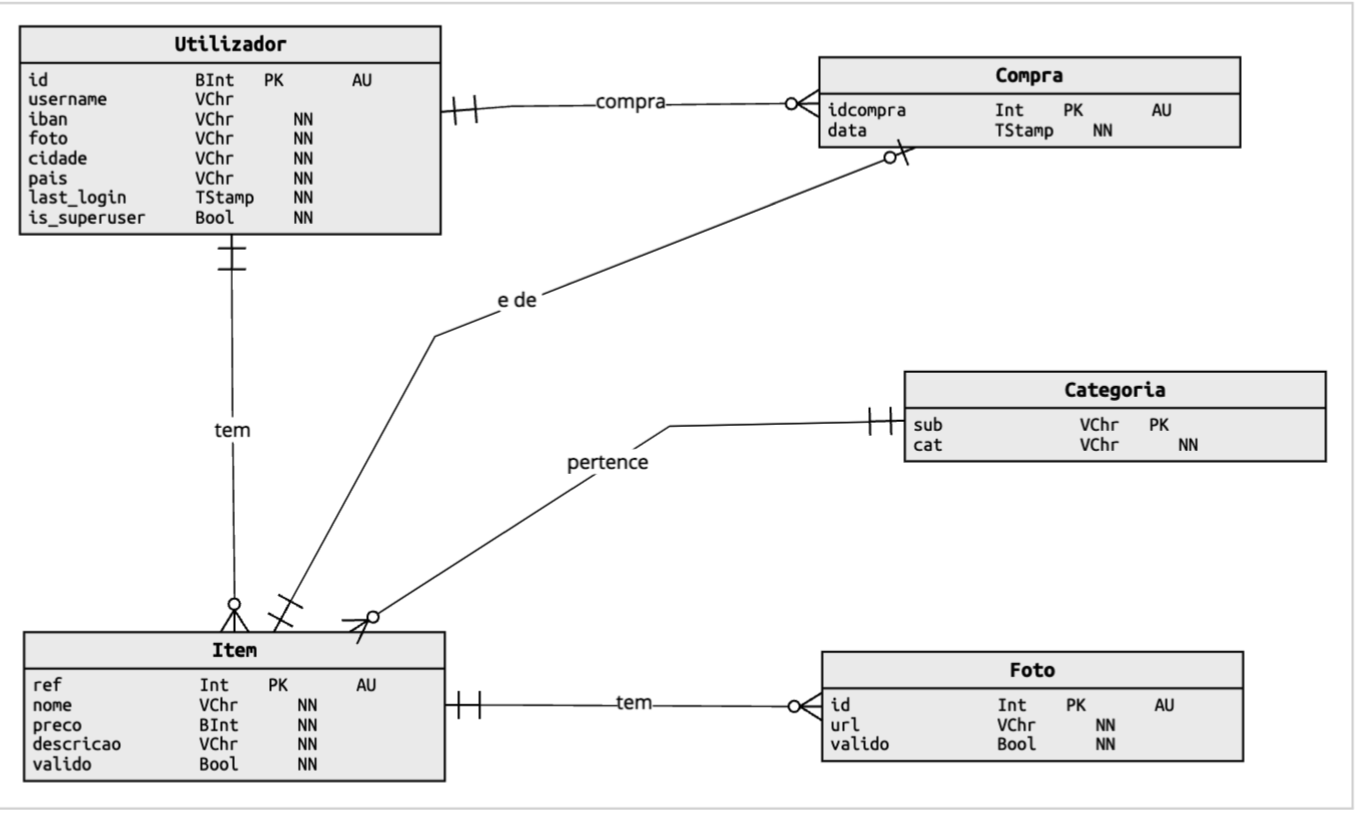 Utilizador
id BInt PK AU
username VChr
iban VChr NN
foto VChr NN
cidade VChr NN
pais VChr NN
last_login TStamp NN
is_superuser Bool NN
compra
Compra
idcompra Int PK AU
data TStamp NN
e de
tem
Categoria
sub VChr PK
cat VChr NN
pertence
Item
ref Int PK AU
nome VChr NN
preco BInt NN
descricao VChr NN
valido Bool NN
tem
Foto
id Int PK AU
url VChr NN
valido Bool NN